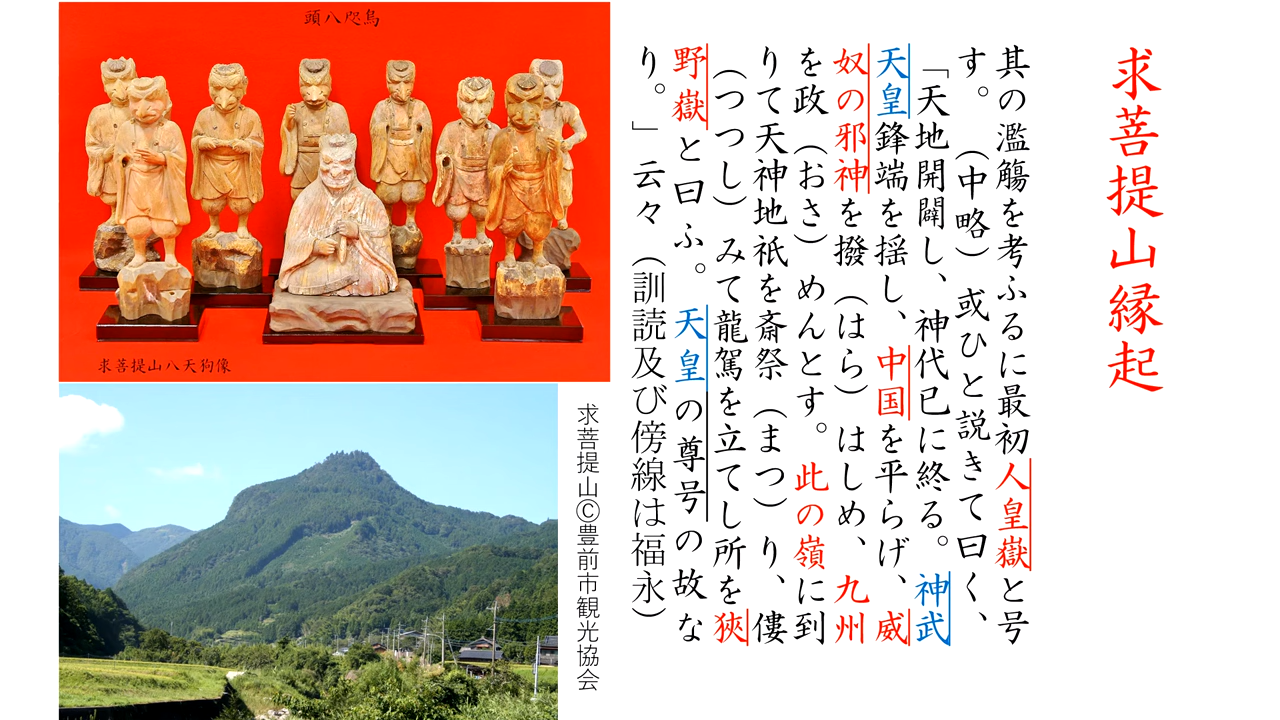 求菩提山縁起
其の濫觴を考ふるに最初人皇嶽と号
す。（中略）或ひと説きて曰く、
「天地開闢し、神代已に終る。神武
天皇鋒端を揺し、中国を平らげ、威
奴の邪神を撥（はら）はしめ、九州
を政（おさ）めんとす。此の嶺に到
りて天神地祇を斎祭（まつ）り、僂
（つつし）みて龍駕を立てし所を狹
野嶽と曰ふ。天皇の尊号の故な
り。」云々（訓読及び傍線は福永）
頭八咫烏
求菩提山八天狗像
求菩提山©豊前市観光協会